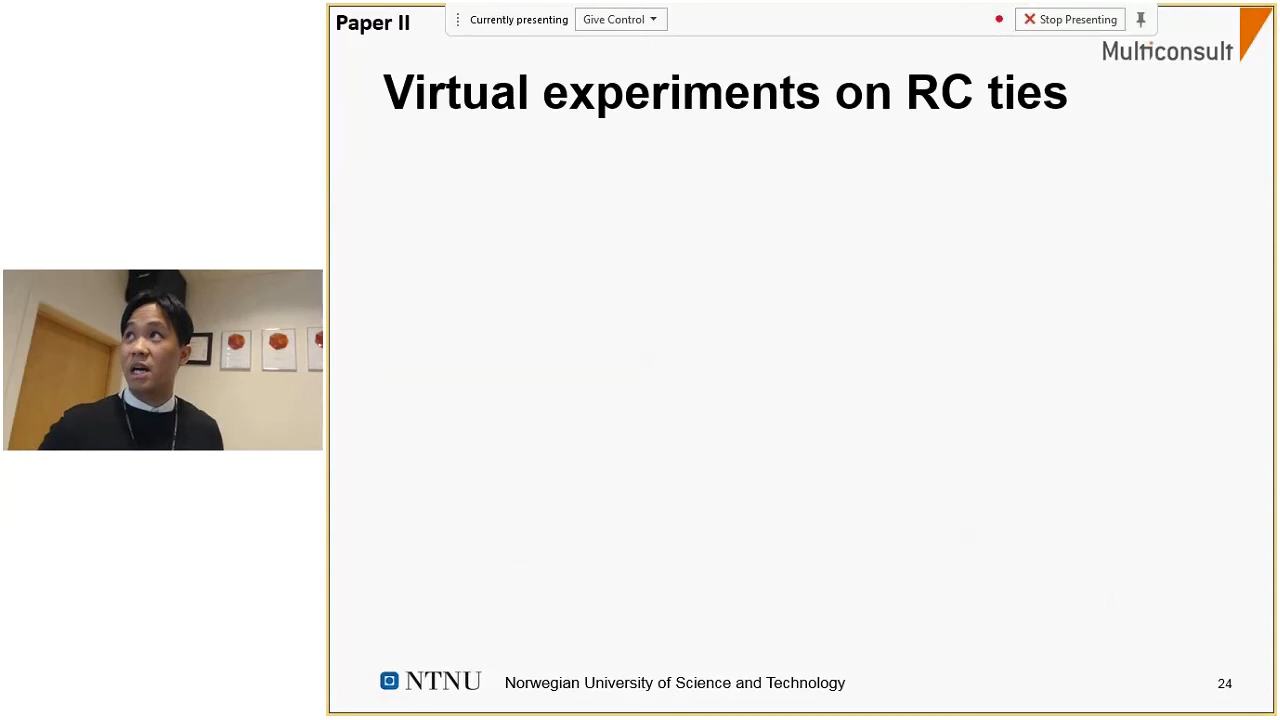 Paper II
Currently presenting
Give Control
Stop Presenting
Multiconsult
Virtual experiments on RC ties
NTNU
Norwegian University of Science and Technology
24